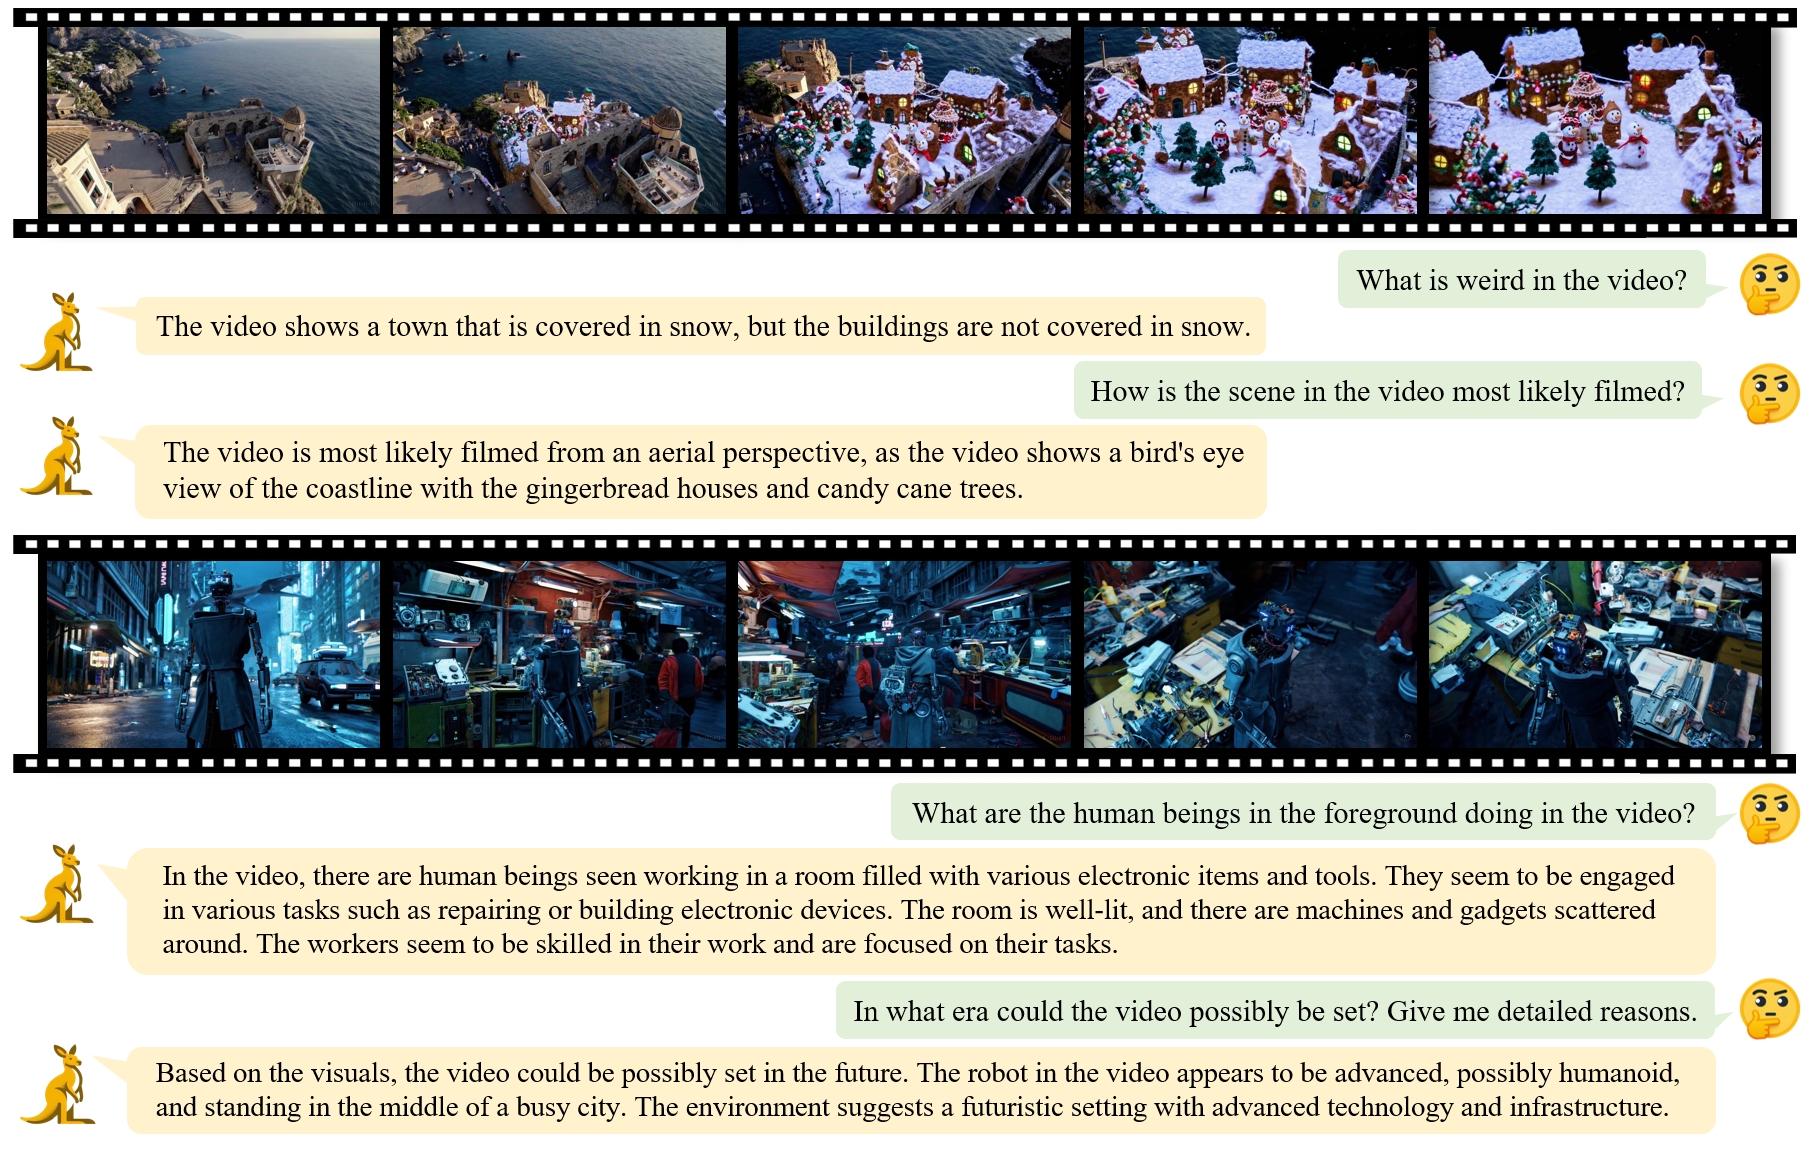 What is weird in the video?
The video shows a town that is covered in snow, but the buildings are not covered in snow.
How is the scene in the video most likely filmed?
The video is most likely filmed from an aerial perspective, as the video shows a bird's eye
view of the coastline with the gingerbread houses and candy cane trees.
What are the human beings in the foreground doing in the video?
In the video, there are human beings seen working in a room filled with various electronic items and tools. They seem to be engaged
in various tasks such as repairing or building electronic devices. The room is well-lit, and there are machines and gadgets scattered
around. The workers seem to be skilled in their work and are focused on their tasks.
In what era could the video possibly be set? Give me detailed reasons.
Based on the visuals, the video could be possibly set in the future. The robot in the video appears to be advanced, possibly humanoid,
and standing in the middle of a busy city. The environment suggests a futuristic setting with advanced technology and infrastructure.